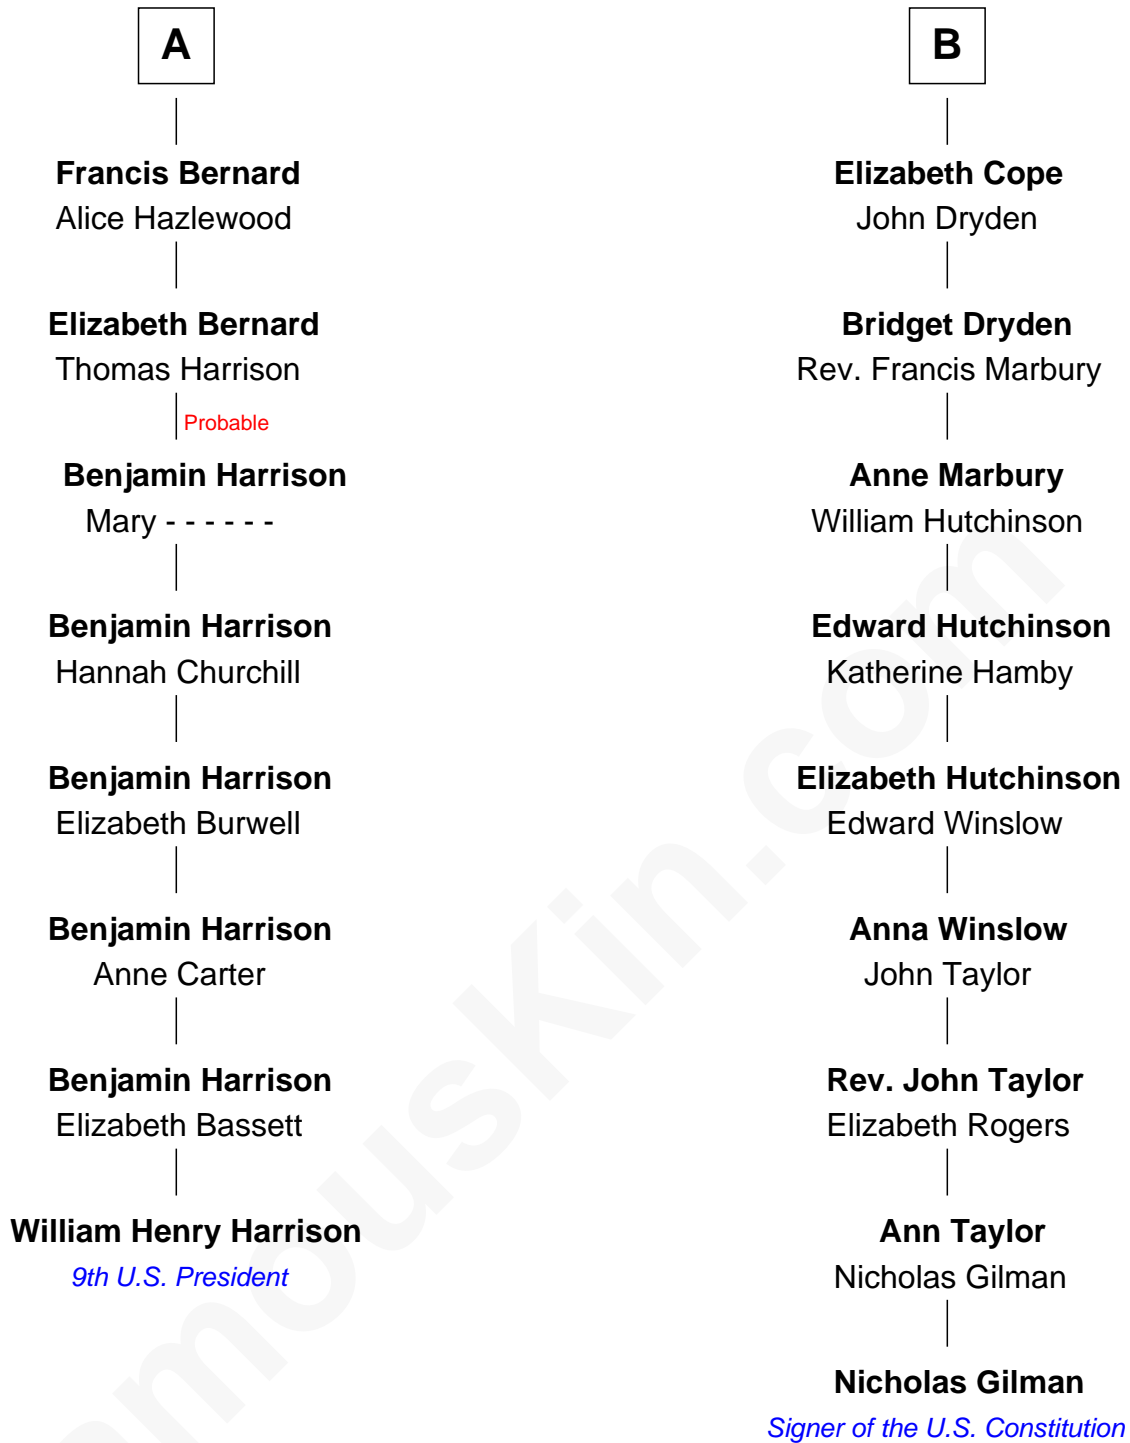 A
Francis Bernard
Alice Hazlewood
Elizabeth Bernard
Thomas Harrison
Probable
Benjamin Harrison
Mary - - - - - -
Benjamin Harrison
Hannah Churchill
Benjamin Harrison
Elizabeth Burwell
Benjamin Harrison
Anne Carter
Benjamin Harrison
Elizabeth Bassett
William Henry Harrison
9th U.S. President
B
Elizabeth Cope
John Dryden
Bridget Dryden
Rev. Francis Marbury
Anne Marbury
William Hutchinson
Edward Hutchinson
Katherine Hamby
Elizabeth Hutchinson
Edward Winslow
Anna Winslow
John Taylor
Rev. John Taylor
Elizabeth Rogers
Ann Taylor
Nicholas Gilman
Nicholas Gilman
Signer of the U.S. Constitution
amouskin.com